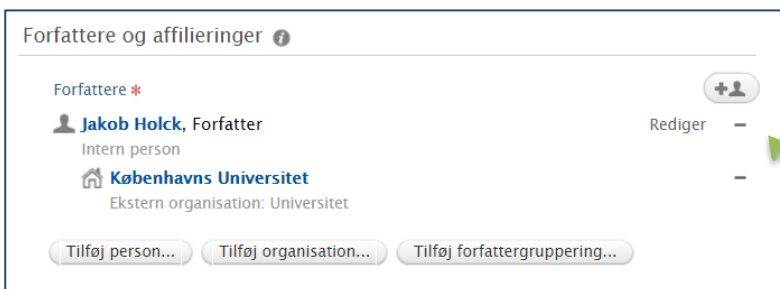 Forfattere og affilieringer
Forfattere *
Jakob Holck, Forfatter Rediger
Intern person
Københavns Universitet
Ekstern organisation: Universitet
Tilføj person... Tilføj organisation... Tilføj forfattergruppering...